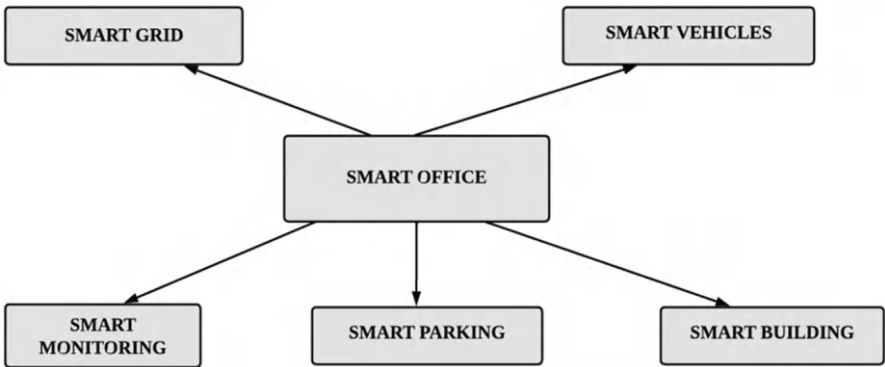 SMART GRID
SMART VEHICLES
SMART OFFICE
SMART
MONITORING
SMART PARKING
SMART BUILDING